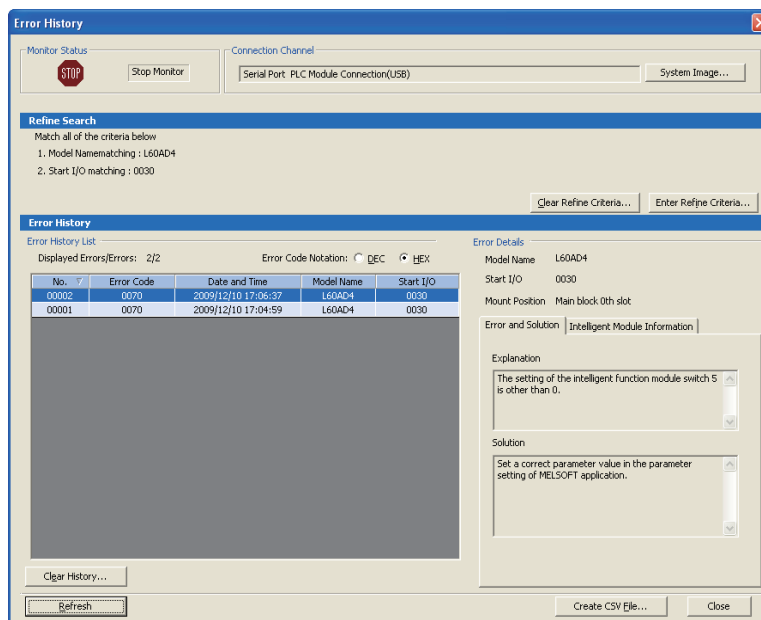 Error History
Monitor Status
STOP
Stop Monitor
Connection Channel
Serial Port PLC Module Connection(USB)
System Image...
Refine Search
Match all of the criteria below
1. Model Namematching : L60AD4
2. Start I/O matching : 0030
Clear Refine Criteria...
Enter Refine Criteria...
Error History
Error History List
Displayed Errors/Errors: 2/2
Error Code Notation: DEC HEX
No. Error Code Date and Time Model Name Start I/O
00002 0070 2009/12/10 17:06:37 L60AD4 0030
00001 0070 2009/12/10 17:04:59 L60AD4 0030
Clear History...
Error Details
Model Name L60AD4
Start I/O 0030
Mount Position Main block 0th slot
Error and Solution
Intelligent Module Information
Explanation
The setting of the intelligent function module switch 5
is other than 0.
Solution
Set a correct parameter value in the parameter
setting of MELSOFT application.
Refresh
Create CSV File...
Close